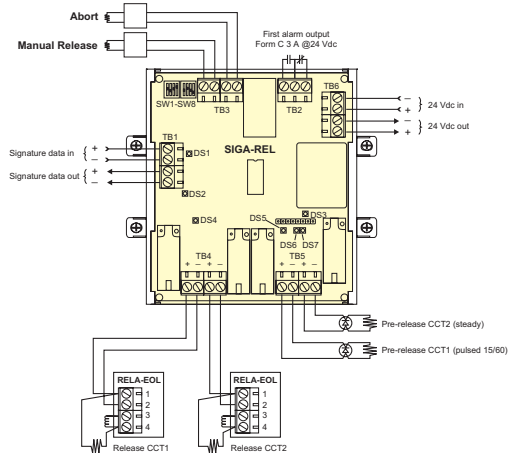 Abort
Manual Release
First alarm output
Form C 3 A @24 Vdc
SW1-SW8
TB3
TB2
TB6
− 24 Vdc in
+
− 24 Vdc out
+
TB1
SIGA-REL
Signature data in + −
Signature data out + −
DS1
DS2
DS3
DS4
DS5
DS6 DS7
TB4
TB5
+ − + −
+ − + −
Pre-release CCT2 (steady)
Pre-release CCT1 (pulsed 15/60)
RELA-EOL
1
2
3
4
Release CCT1
RELA-EOL
1
2
3
4
Release CCT2